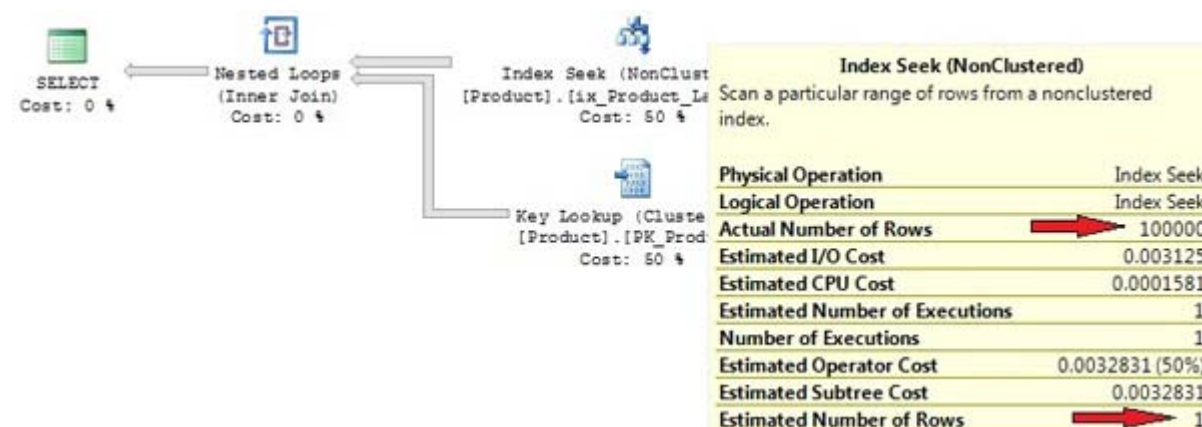 SELECT
Cost: 0 %
Nested Loops
(Inner Join)
Cost: 0 %
Index Seek (NonClust
[Product].[ix_Product_La
Cost: 50 %
Key Lookup (Cluste
[Product].[PK_Prod
Cost: 50 %
Index Seek (NonClustered)
Scan a particular range of rows from a nonclustered
index.
Physical Operation Index Seek
Logical Operation Index Seek
Actual Number of Rows 100000
Estimated I/O Cost 0.003125
Estimated CPU Cost 0.0001581
Estimated Number of Executions 1
Number of Executions 1
Estimated Operator Cost 0.0032831 (50%)
Estimated Subtree Cost 0.0032831
Estimated Number of Rows 1